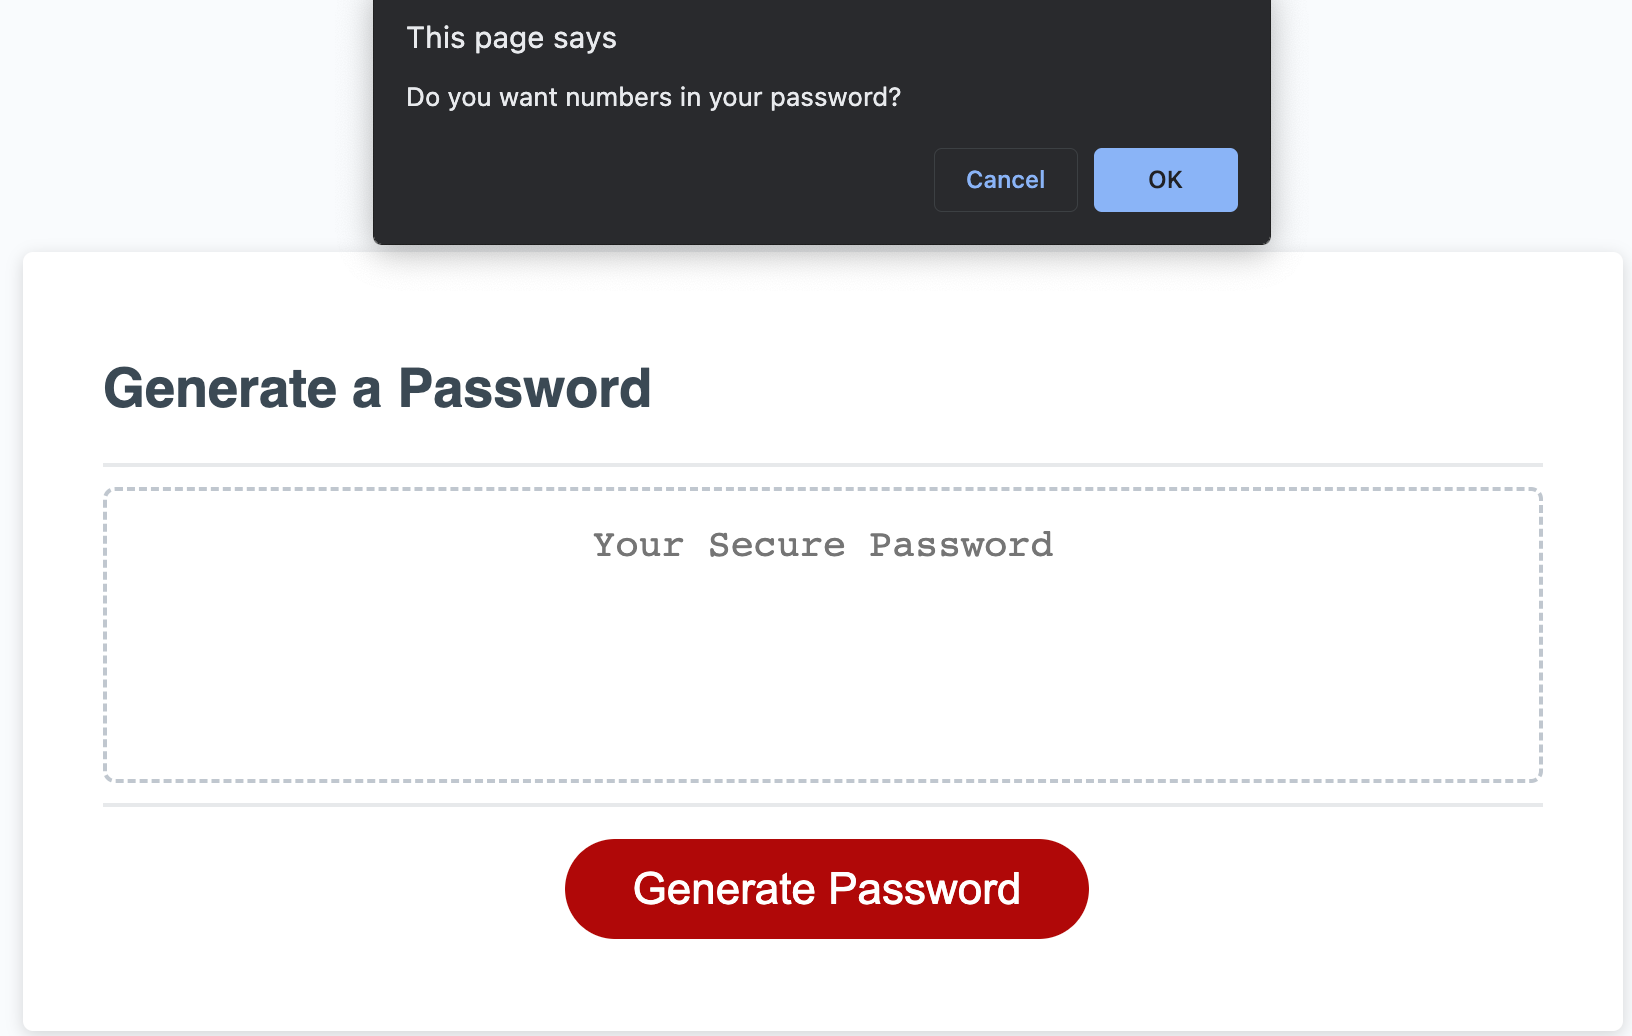 This page says
Do you want numbers in your password?
Cancel
OK
Generate a Password
Your Secure Password
Generate Password